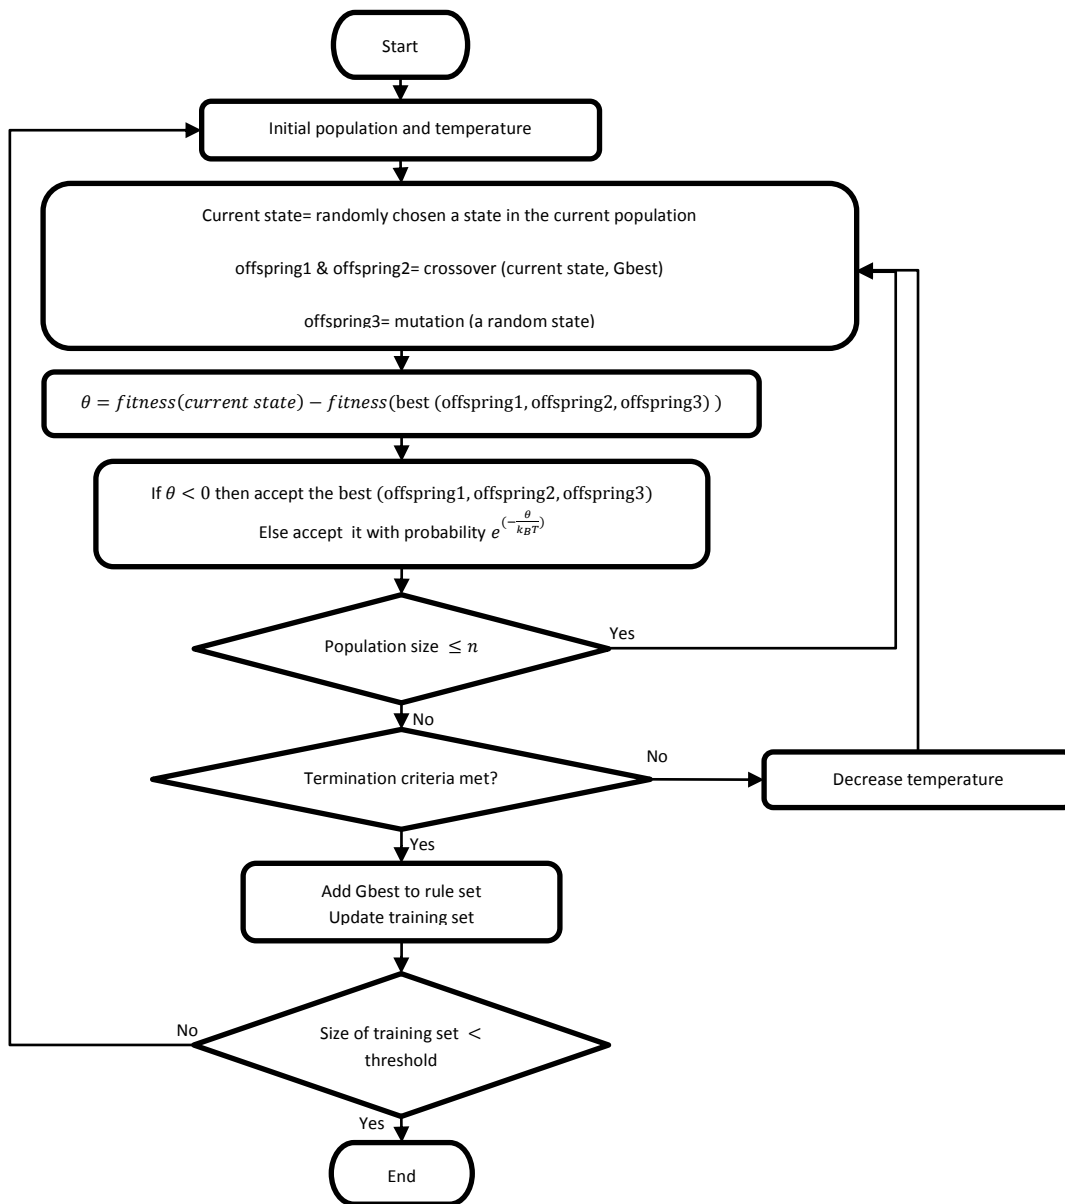 Start
Initial population and temperature
Current state= randomly chosen a state in the current population
offspring1 & offspring2= crossover (current state, Gbest)
offspring3= mutation (a random state)
θ = fitness(current state) − fitness(best (offspring1, offspring2, offspring3) )
If θ < 0 then accept the best (offspring1, offspring2, offspring3)
Else accept it with probability e^(−θ/k_BT)
Population size ≤ n
Yes
No
Termination criteria met?
No
Decrease temperature
Yes
Add Gbest to rule set
Update training set
Size of training set <
threshold
No
Yes
End